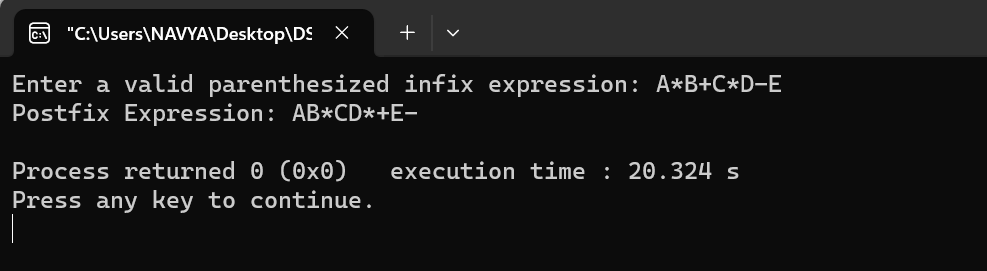 "C:\Users\NAVYA\Desktop\DS
Enter a valid parenthesized infix expression: A*B+C*D-E
Postfix Expression: AB*CD*+E-
Process returned 0 (0x0)   execution time : 20.324 s
Press any key to continue.